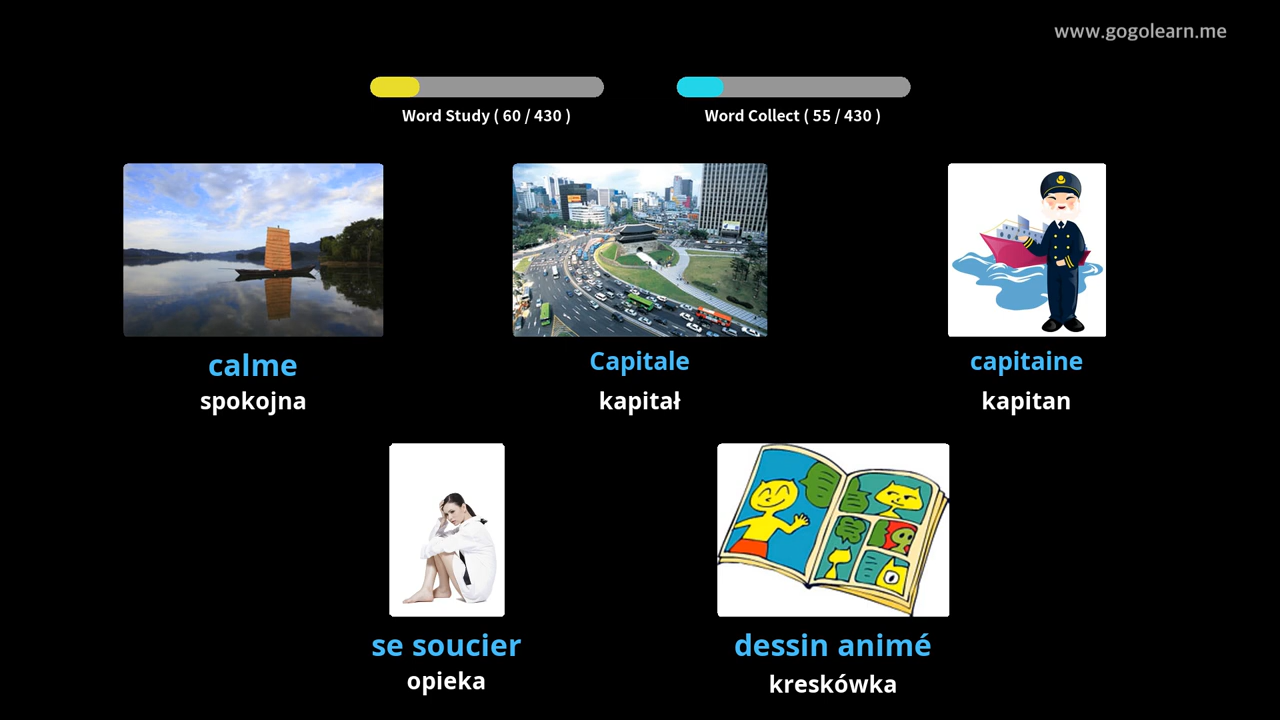 www.gogolearn.me
Word Study ( 60 / 430 )
Word Collect ( 55 / 430 )
calme
spokojna
Capitale
kapitał
capitaine
kapitan
se soucier
opieka
dessin animé
kreskówka